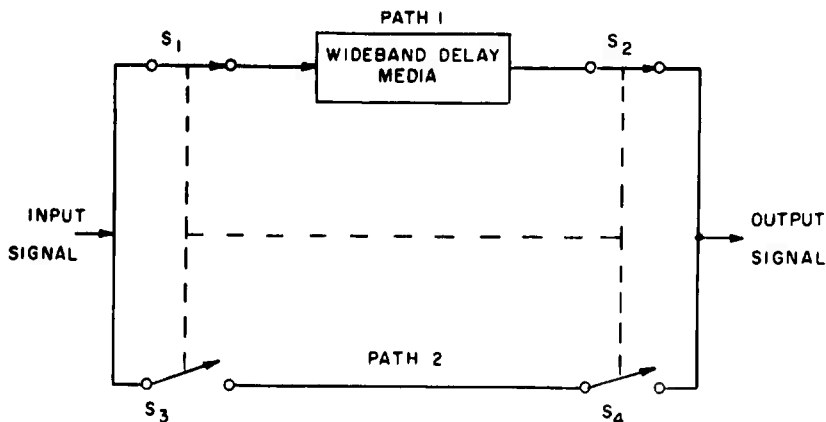 PATH 1
S1
WIDEBAND DELAY
MEDIA
S2
INPUT
SIGNAL
OUTPUT
SIGNAL
PATH 2
S3
S4